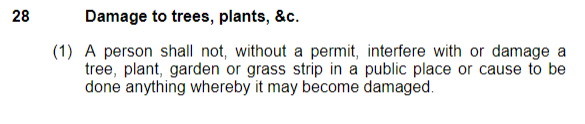 28 Damage to trees, plants, &c.
(1) A person shall not, without a permit, interfere with or damage a
tree, plant, garden or grass strip in a public place or cause to be
done anything whereby it may become damaged.